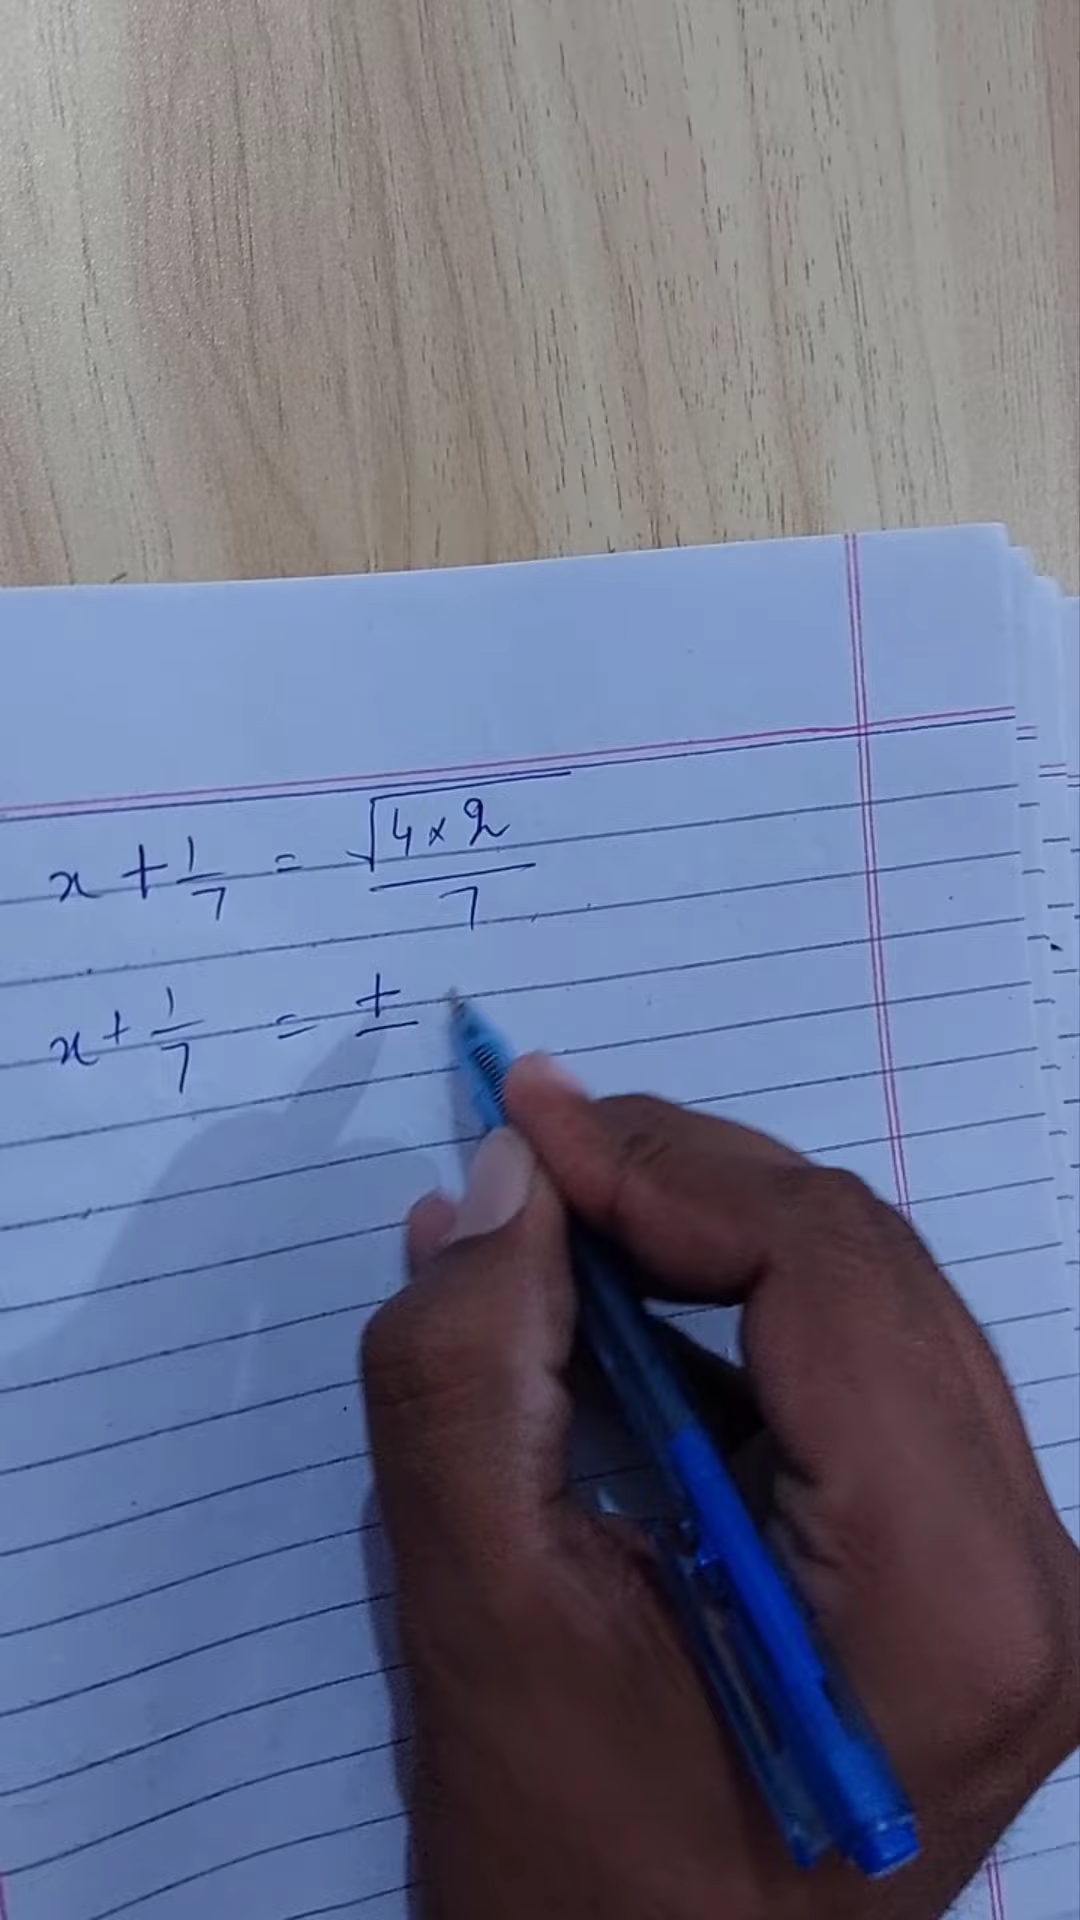 x + 1/7 = √(4 × 2)/7
x + 1/7 = ±